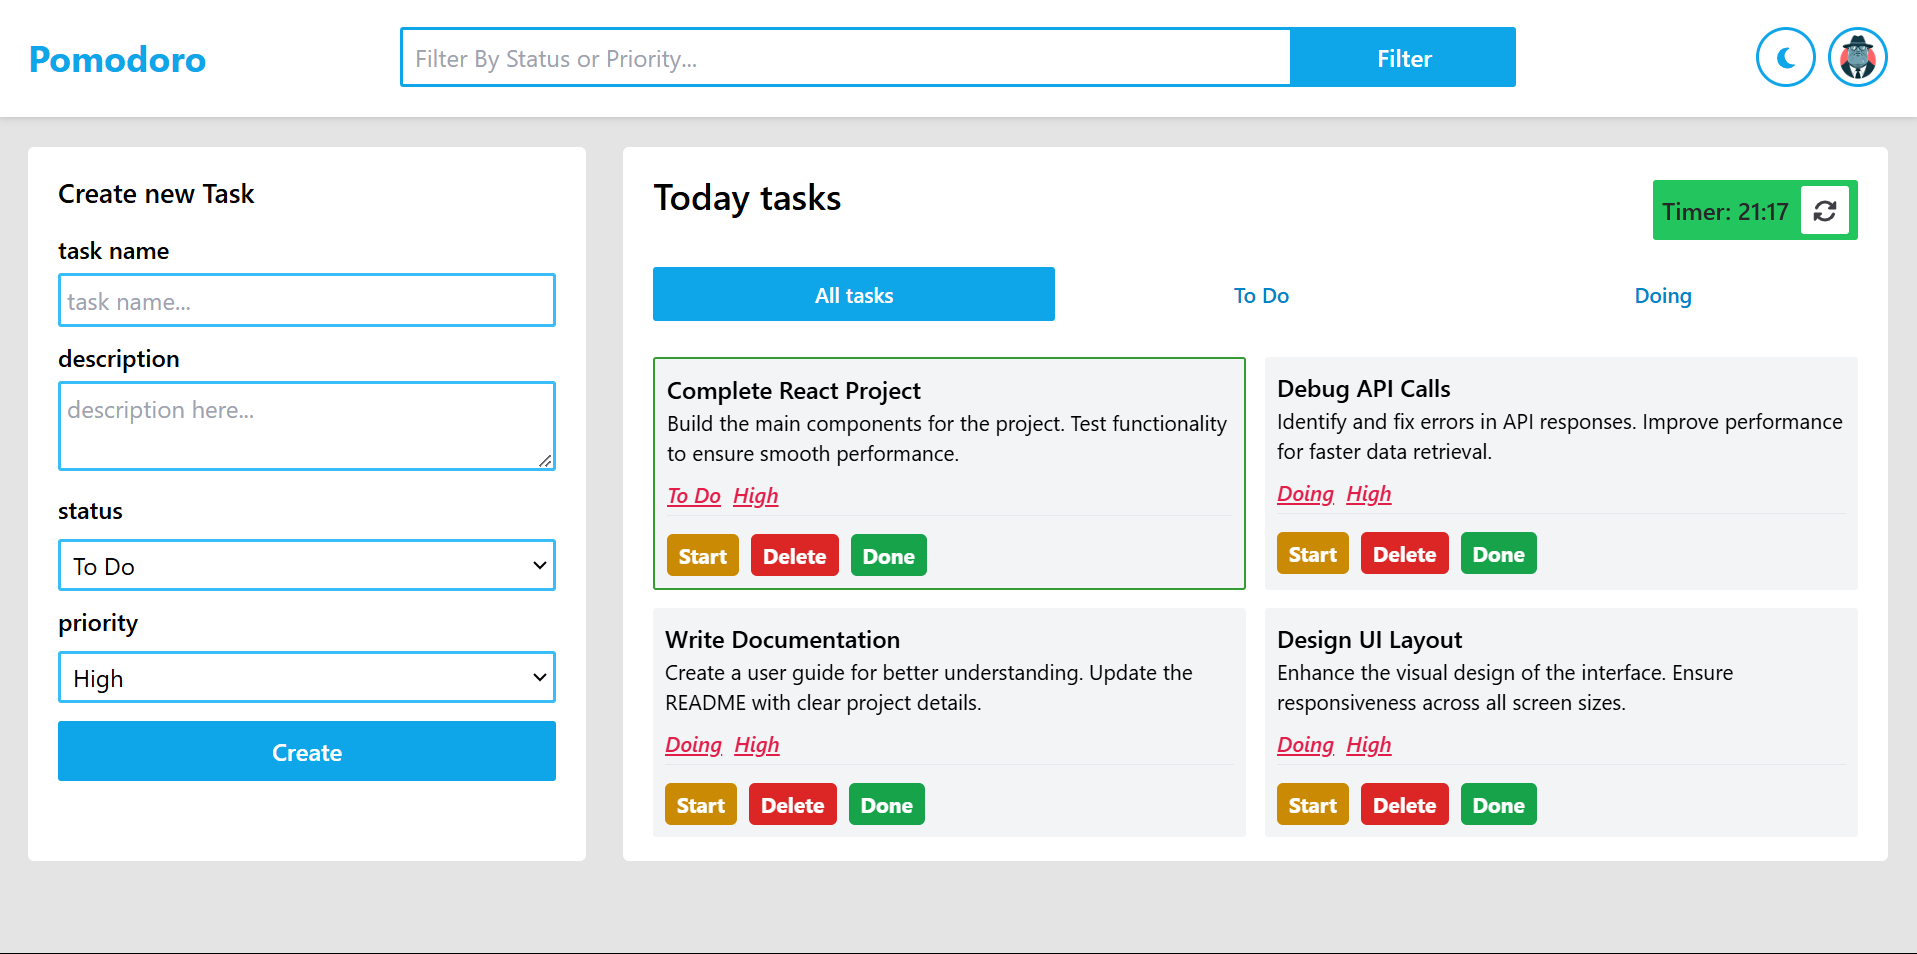 Pomodoro
Filter By Status or Priority...
Filter
Create new Task
task name
task name...
description
description here...
status
To Do
priority
High
Create
Today tasks
Timer: 21:17
All tasks
To Do
Doing
Complete React Project
Build the main components for the project. Test functionality
to ensure smooth performance.
To Do High
Start Delete Done
Debug API Calls
Identify and fix errors in API responses. Improve performance
for faster data retrieval.
Doing High
Start Delete Done
Write Documentation
Create a user guide for better understanding. Update the
README with clear project details.
Doing High
Start Delete Done
Design UI Layout
Enhance the visual design of the interface. Ensure
responsiveness across all screen sizes.
Doing High
Start Delete Done